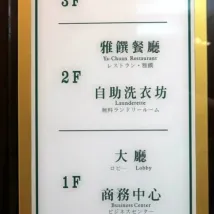 3F
雅饌餐廳
Ya Chuan Restaurant
レストラン・雅饌
2F
自助洗衣坊
Launderette
無料ランドリールーム
大廳
ロビー Lobby
1F
商務中心
Business Center
ビジネスセンター